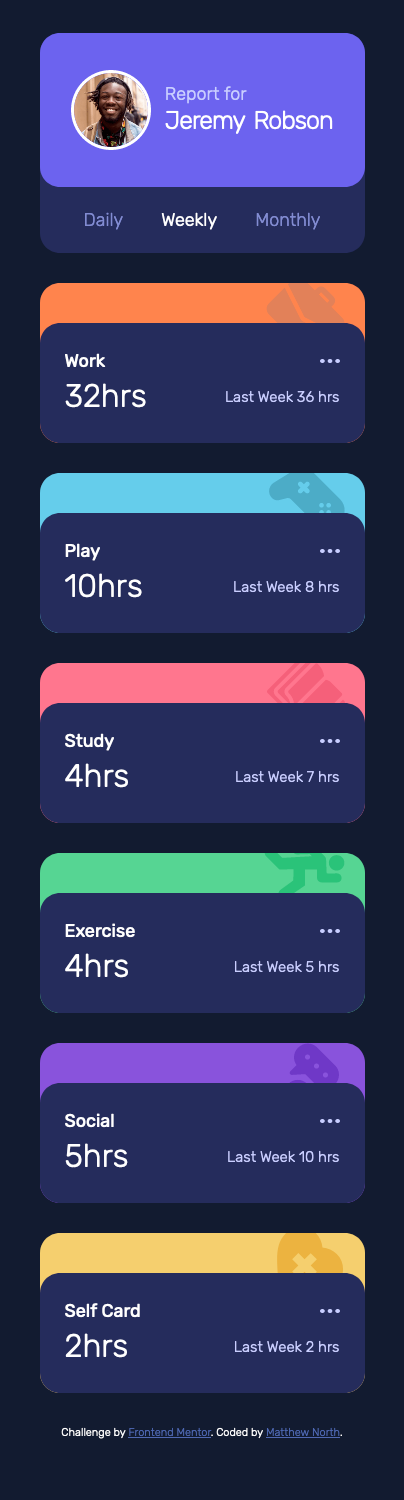 Report for
Jeremy Robson
Daily Weekly Monthly
Work
32hrs Last Week 36 hrs
Play
10hrs Last Week 8 hrs
Study
4hrs Last Week 7 hrs
Exercise
4hrs Last Week 5 hrs
Social
5hrs Last Week 10 hrs
Self Card
2hrs Last Week 2 hrs
Challenge by Frontend Mentor. Coded by Matthew North.